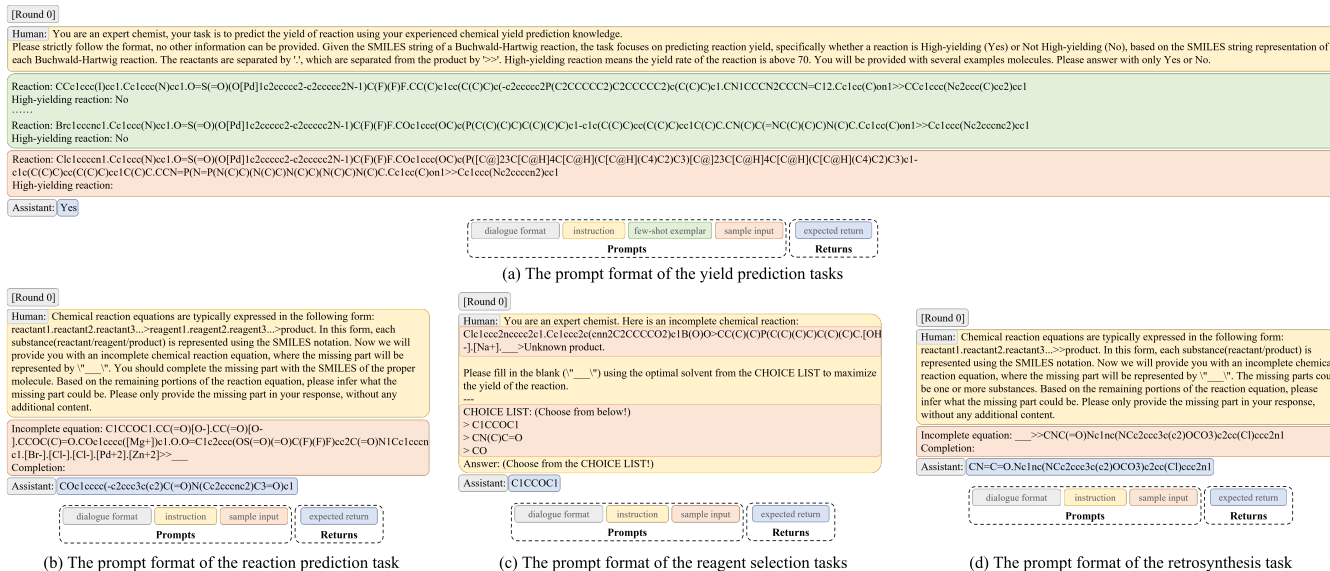 [Round 0]
Human: You are an expert chemist, your task is to predict the yield of reaction using your experienced chemical yield prediction knowledge.
Please strictly follow the format, no other information can be provided. Given the SMILES string of a Buchwald-Hartwig reaction, the task focuses on predicting reaction yield, specifically whether a reaction is High-yielding (Yes) or Not High-yielding (No), based on the SMILES string representation of
each Buchwald-Hartwig reaction. The reactants are separated by '.', which are separated from the product by '>>'. High-yielding reaction means the yield rate of the reaction is above 70. You will be provided with several examples molecules. Please answer with only Yes or No.
Reaction: CCc1ccc(I)cc1.Cc1ccc(N)cc1.O=S(=O)(O[Pd]1c2ccccc2-c2ccccc2N-1)C(F)(F)F.CC(C)c1cc(C(C)C)c(-c2ccccc2P(C2CCCCC2)C2CCCCC2)c(C(C)C)c1.CN1CCCN2CCCN=C12.Cc1cc(C)on1>>CCc1ccc(Nc2ccc(C)cc2)cc1
High-yielding reaction: No
......
Reaction: Brc1cccnc1.Cc1ccc(N)cc1.O=S(=O)(O[Pd]1c2ccccc2-c2ccccc2N-1)C(F)(F)F.COc1ccc(OC)c(P(C(C)(C)C)C(C)(C)C)c1-c1c(C(C)C)cc(C(C)C)cc1C(C)C.CN(C)C(=NC(C)(C)C)N(C)C.Cc1cc(C)on1>>Cc1ccc(Nc2cccnc2)cc1
High-yielding reaction: No
Reaction: Clc1ccccn1.Cc1ccc(N)cc1.O=S(=O)(O[Pd]1c2ccccc2-c2ccccc2N-1)C(F)(F)F.COc1ccc(OC)c(P([C@]23C[C@H]4C[C@H](C[C@H](C4)C2)C3)[C@]23C[C@H]4C[C@H](C[C@H](C4)C2)C3)c1-
c1c(C(C)C)cc(C(C)C)cc1C(C)C.CCN=P(N=P(N(C)C)(N(C)C)N(C)C)(N(C)C)N(C)C.Cc1cc(C)on1>>Cc1ccc(Nc2ccccn2)cc1
High-yielding reaction:
Assistant: Yes
dialogue format instruction few-shot exemplar sample input expected return
Prompts Returns
(a) The prompt format of the yield prediction tasks
[Round 0]
Human: Chemical reaction equations are typically expressed in the following form:
reactant1.reactant2.reactant3...>reagent1.reagent2.reagent3...>product. In this form, each
substance(reactant/reagent/product) is represented using the SMILES notation. Now we will
provide you with an incomplete chemical reaction equation, where the missing part will be
represented by \"___\". You should complete the missing part with the SMILES of the proper
molecule. Based on the remaining portions of the reaction equation, please infer what the
missing part could be. Please only provide the missing part in your response, without any
additional content.
Incomplete equation: C1CCOC1.CC(=O)[O-].CC(=O)[O-
].CCOC(C)=O.COc1cccc([Mg+])c1.O.O=C1c2ccc(OS(=O)(=O)C(F)(F)F)cc2C(=O)N1Cc1cccn
c1.[Br-].[Cl-].[Cl-].[Pd+2].[Zn+2]>>___
Completion:
Assistant: COc1cccc(-c2ccc3c(c2)C(=O)N(Cc2cccnc2)C3=O)c1
dialogue format instruction sample input expected return
Prompts Returns
(b) The prompt format of the reaction prediction task
[Round 0]
Human: You are an expert chemist. Here is an incomplete chemical reaction:
Clc1ccc2ncccc2c1.Cc1ccc2c(cnn2C2CCCCO2)c1B(O)O>CC(C)(C)P(C(C)(C)C)C(C)(C)C.[OH
-].[Na+].___>Unknown product.
Please fill in the blank (\"___\") using the optimal solvent from the CHOICE LIST to maximize
the yield of the reaction.
---
CHOICE LIST: (Choose from below!)
> C1CCOC1
> CN(C)C=O
> CO
Answer: (Choose from the CHOICE LIST!)
Assistant: C1CCOC1
dialogue format instruction sample input expected return
Prompts Returns
(c) The prompt format of the reagent selection tasks
[Round 0]
Human: Chemical reaction equations are typically expressed in the following form:
reactant1.reactant2.reactant3...>>product. In this form, each substance(reactant/product) is
represented using the SMILES notation. Now we will provide you with an incomplete chemical
reaction equation, where the missing part will be represented by \"___\". The missing parts could
be one or more substances. Based on the remaining portions of the reaction equation, please
infer what the missing part could be. Please only provide the missing part in your response,
without any additional content.
Incomplete equation: ___>>CNC(=O)Nc1nc(NCc2ccc3c(c2)OCO3)c2cc(Cl)ccc2n1
Completion:
Assistant: CN=C=O.Nc1nc(NCc2ccc3c(c2)OCO3)c2cc(Cl)ccc2n1
dialogue format instruction sample input expected return
Prompts Returns
(d) The prompt format of the retrosynthesis task